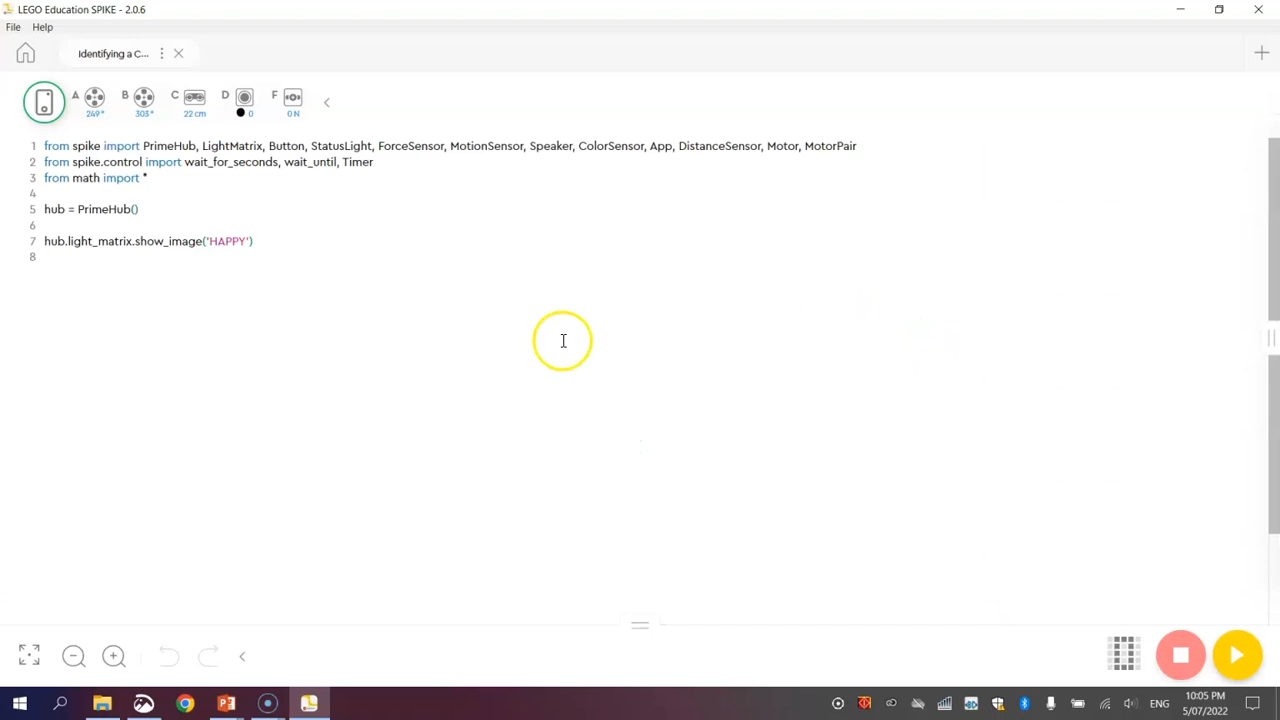 LEGO Education SPIKE - 2.0.6
File Help
Identifying a C...
A B C D F
249° 303° 22 cm 0 0 N
1 from spike import PrimeHub, LightMatrix, Button, StatusLight, ForceSensor, MotionSensor, Speaker, ColorSensor, App, DistanceSensor, Motor, MotorPair
2 from spike.control import wait_for_seconds, wait_until, Timer
3 from math import *
4
5 hub = PrimeHub()
6
7 hub.light_matrix.show_image('HAPPY')
8
ENG
10:05 PM
5/07/2022